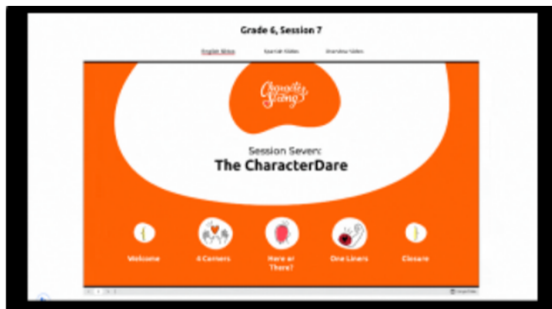 Grade 6, Session 7
English Slides Spanish Slides Overview Video
Character
Strong
Session Seven:
The CharacterDare
Welcome 4 Corners Here or There? One Liners Closure